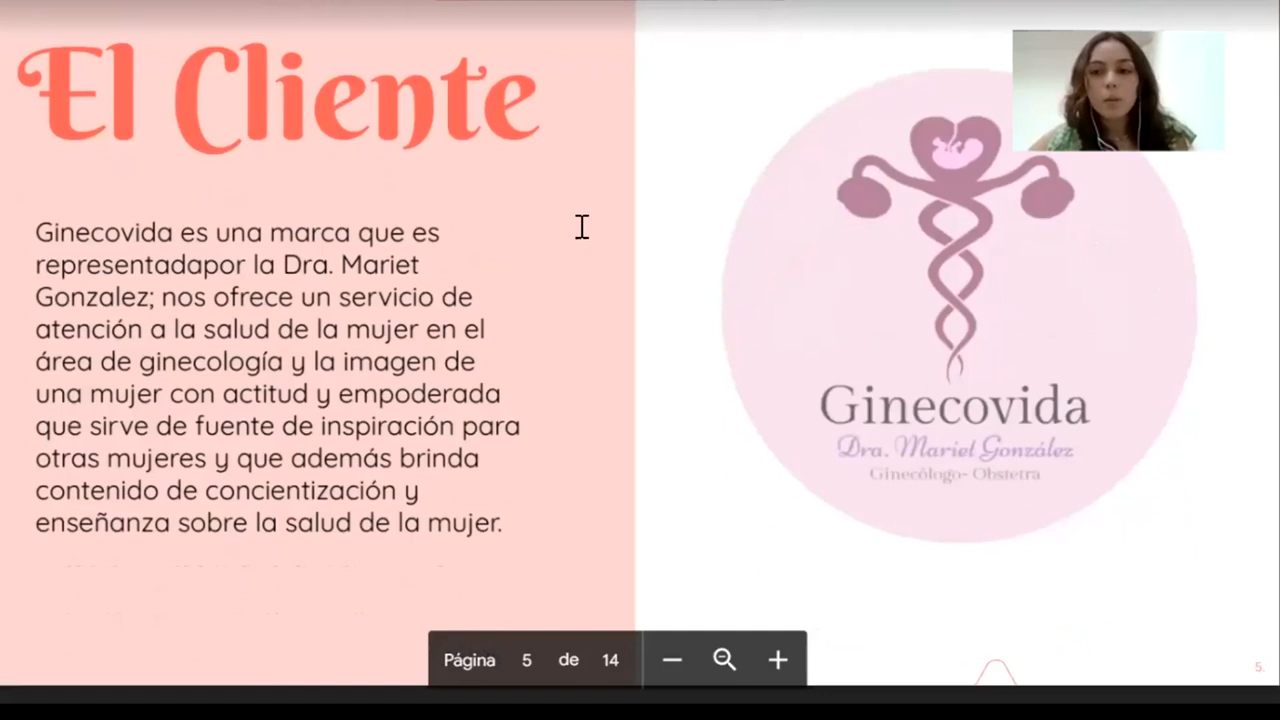 El Cliente
Ginecovida es una marca que es
representadapor la Dra. Mariet
Gonzalez; nos ofrece un servicio de
atención a la salud de la mujer en el
área de ginecología y la imagen de
una mujer con actitud y empoderada
que sirve de fuente de inspiración para
otras mujeres y que además brinda
contenido de concientización y
enseñanza sobre la salud de la mujer.
Ginecovida
Dra. Mariel González
Ginecólogo- Obstetra
Página 5 de 14
5.